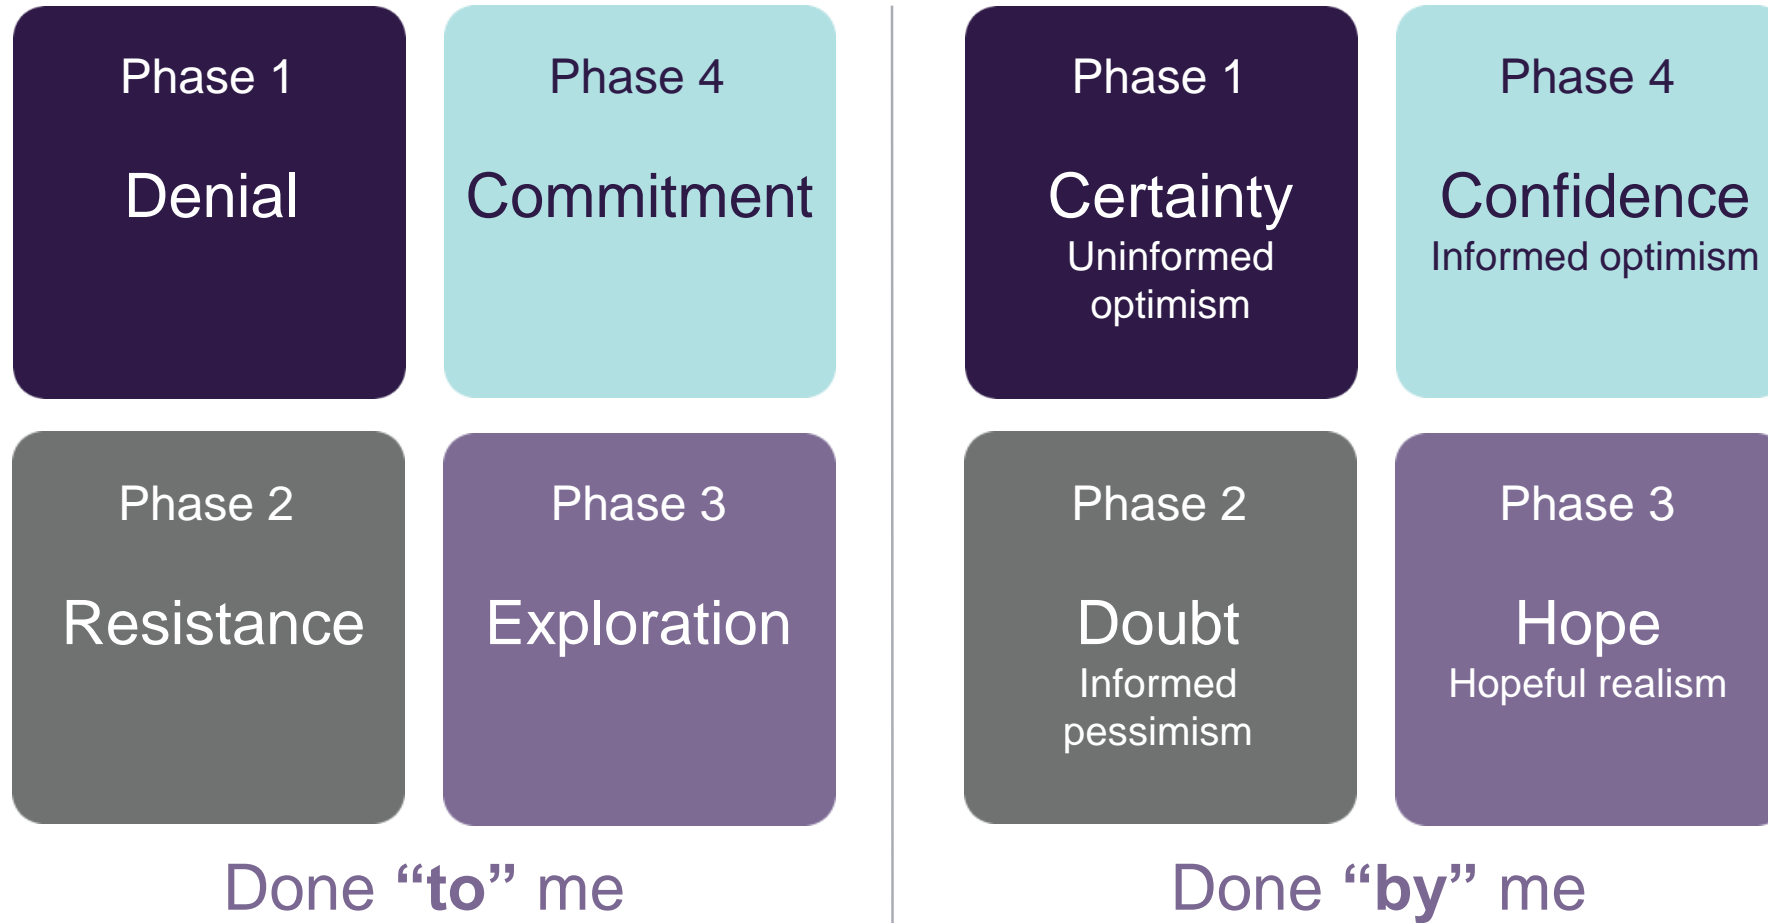 Phase 1
Denial
Phase 4
Commitment
Phase 2
Resistance
Phase 3
Exploration
Done “to” me
Phase 1
Certainty
Uninformed
optimism
Phase 4
Confidence
Informed optimism
Phase 2
Doubt
Informed
pessimism
Phase 3
Hope
Hopeful realism
Done “by” me